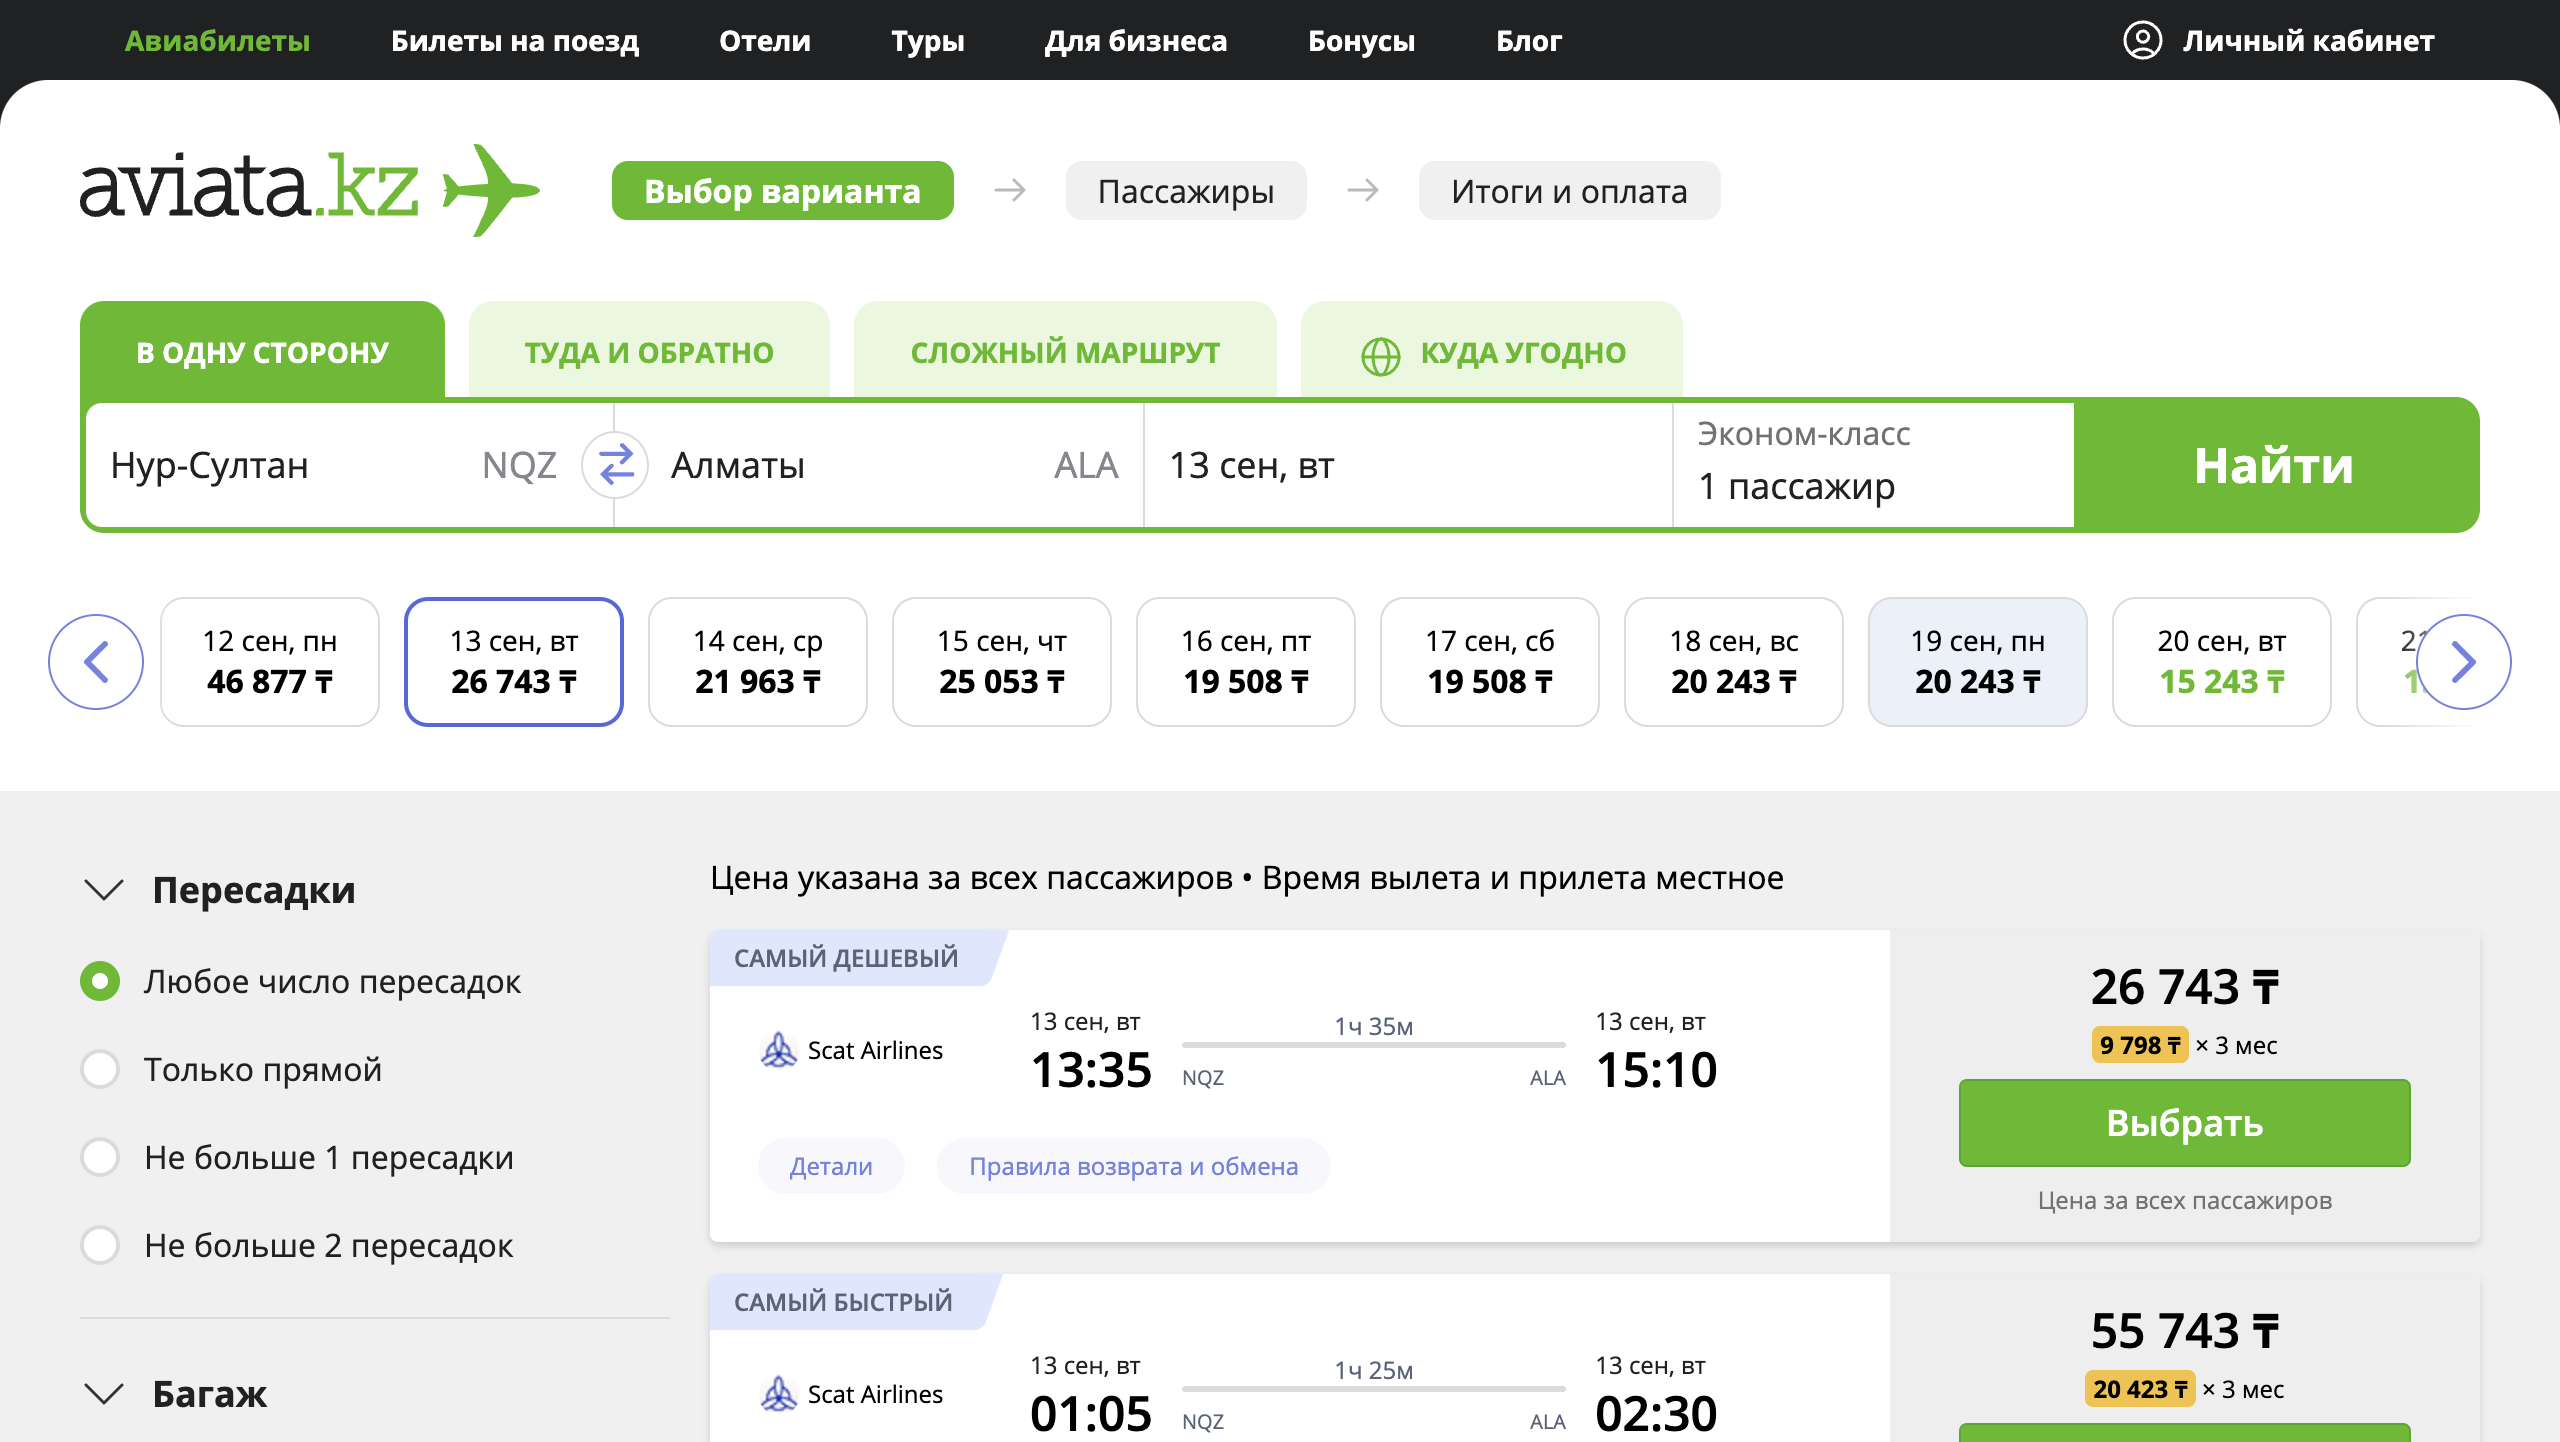 Авиабилеты Билеты на поезд Отели Туры Для бизнеса Бонусы Блог Личный кабинет
aviata.kz Выбор варианта → Пассажиры → Итоги и оплата
В ОДНУ СТОРОНУ ТУДА И ОБРАТНО СЛОЖНЫЙ МАРШРУТ КУДА УГОДНО
Нур-Султан NQZ Алматы ALA 13 сен, вт Эконом-класс
1 пассажир
Найти
12 сен, пн 13 сен, вт 14 сен, ср 15 сен, чт 16 сен, пт 17 сен, сб 18 сен, вс 19 сен, пн 20 сен, вт
46 877 ₸ 26 743 ₸ 21 963 ₸ 25 053 ₸ 19 508 ₸ 19 508 ₸ 20 243 ₸ 20 243 ₸ 15 243 ₸
Пересадки
Любое число пересадок
Только прямой
Не больше 1 пересадки
Не больше 2 пересадок
Багаж
Цена указана за всех пассажиров • Время вылета и прилета местное
САМЫЙ ДЕШЕВЫЙ
Scat Airlines
13 сен, вт 1ч 35м 13 сен, вт
13:35 NQZ ALA 15:10
Детали Правила возврата и обмена
26 743 ₸
9 798 ₸ × 3 мес
Выбрать
Цена за всех пассажиров
САМЫЙ БЫСТРЫЙ
Scat Airlines
13 сен, вт 1ч 25м 13 сен, вт
01:05 NQZ ALA 02:30
55 743 ₸
20 423 ₸ × 3 мес